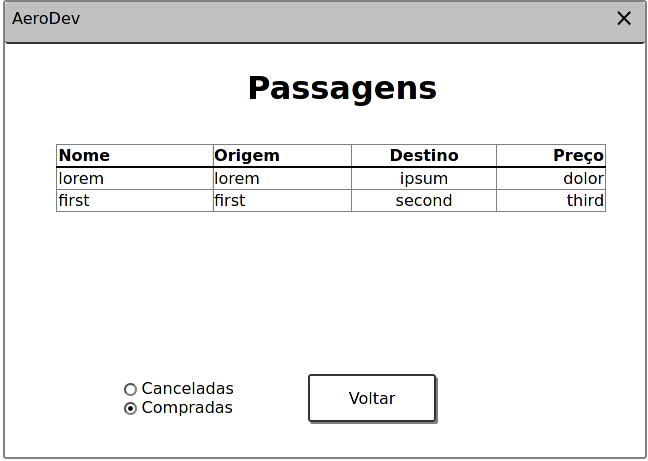 AeroDev
Passagens
Nome Origem Destino Preço
lorem lorem ipsum dolor
first first second third
Canceladas
Compradas
Voltar